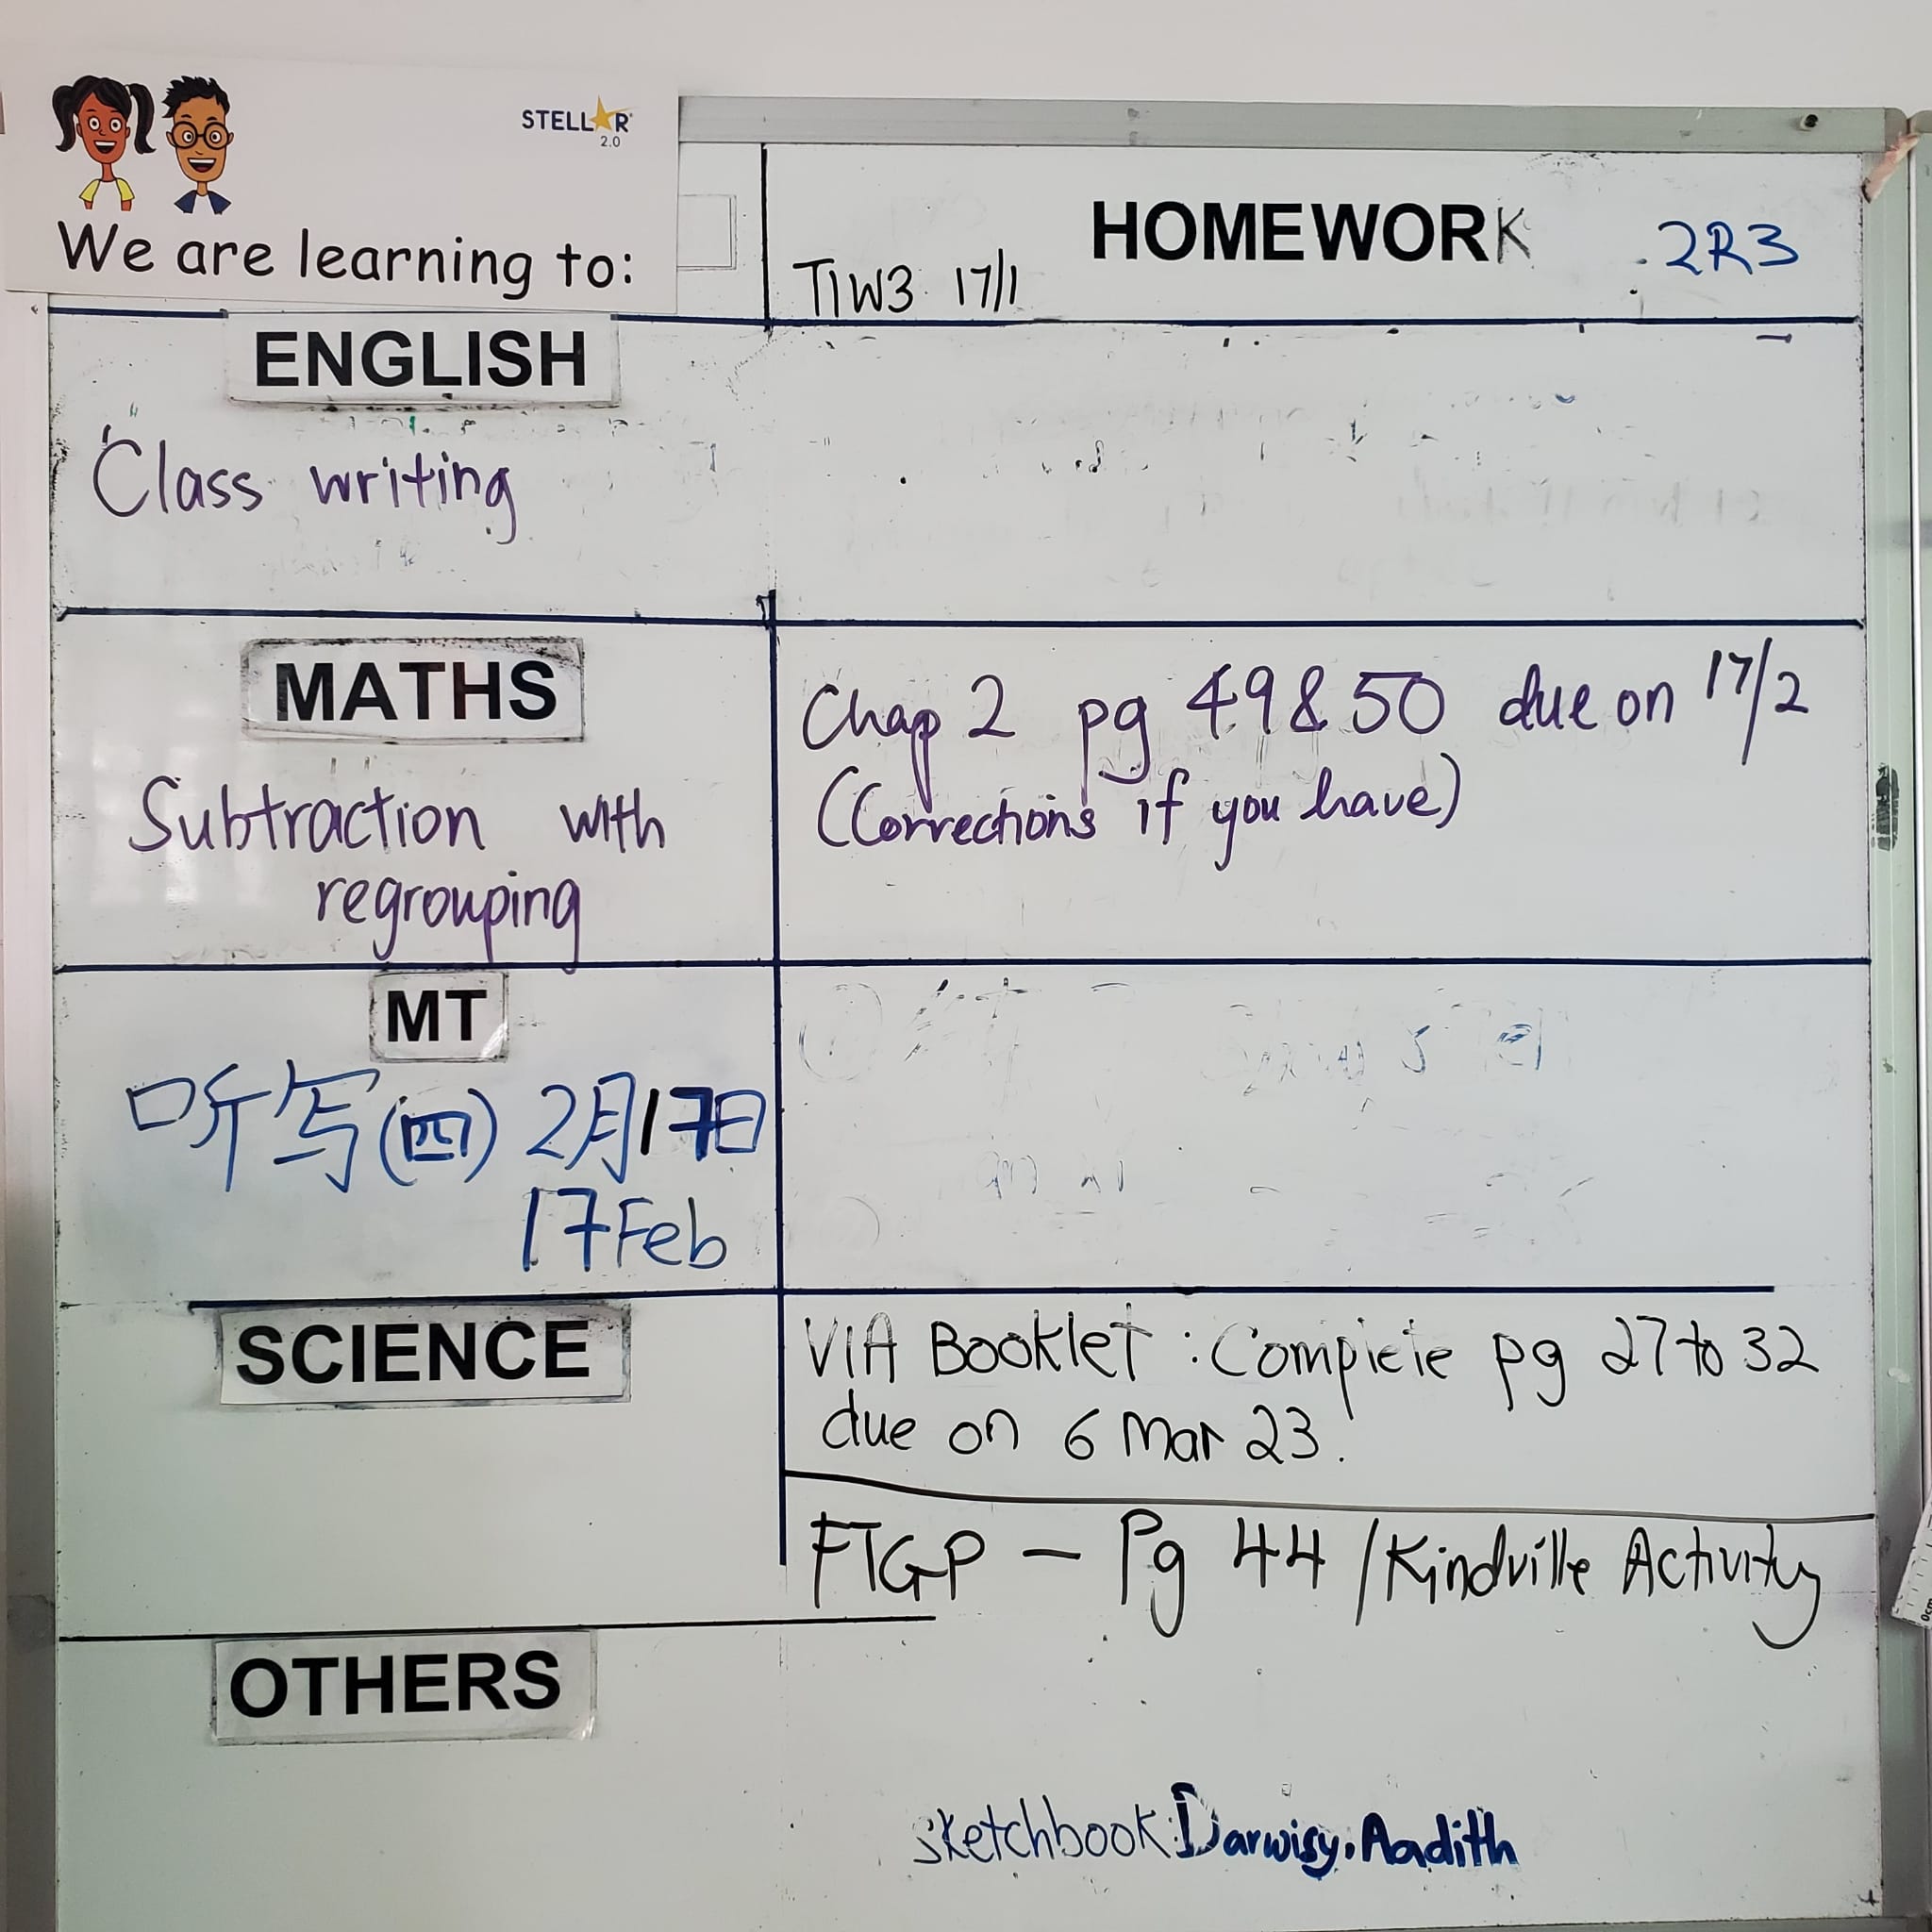 STELLAR
2.0
We are learning to:
HOMEWORK
2R3
T1W3 17/1
ENGLISH
Class writing
MATHS
Subtraction with
regrouping
Chap 2 pg 49 & 50 due on 17/2
(Corrections if you have)
MT
听写(四) 2月17日
17 Feb
SCIENCE
VIA Booklet : Complete pg 27 to 32
due on 6 Mar 23.
FTGP – Pg 44 / Kindville Activity
OTHERS
sketchbook: Darwisy. Aadith
0cm